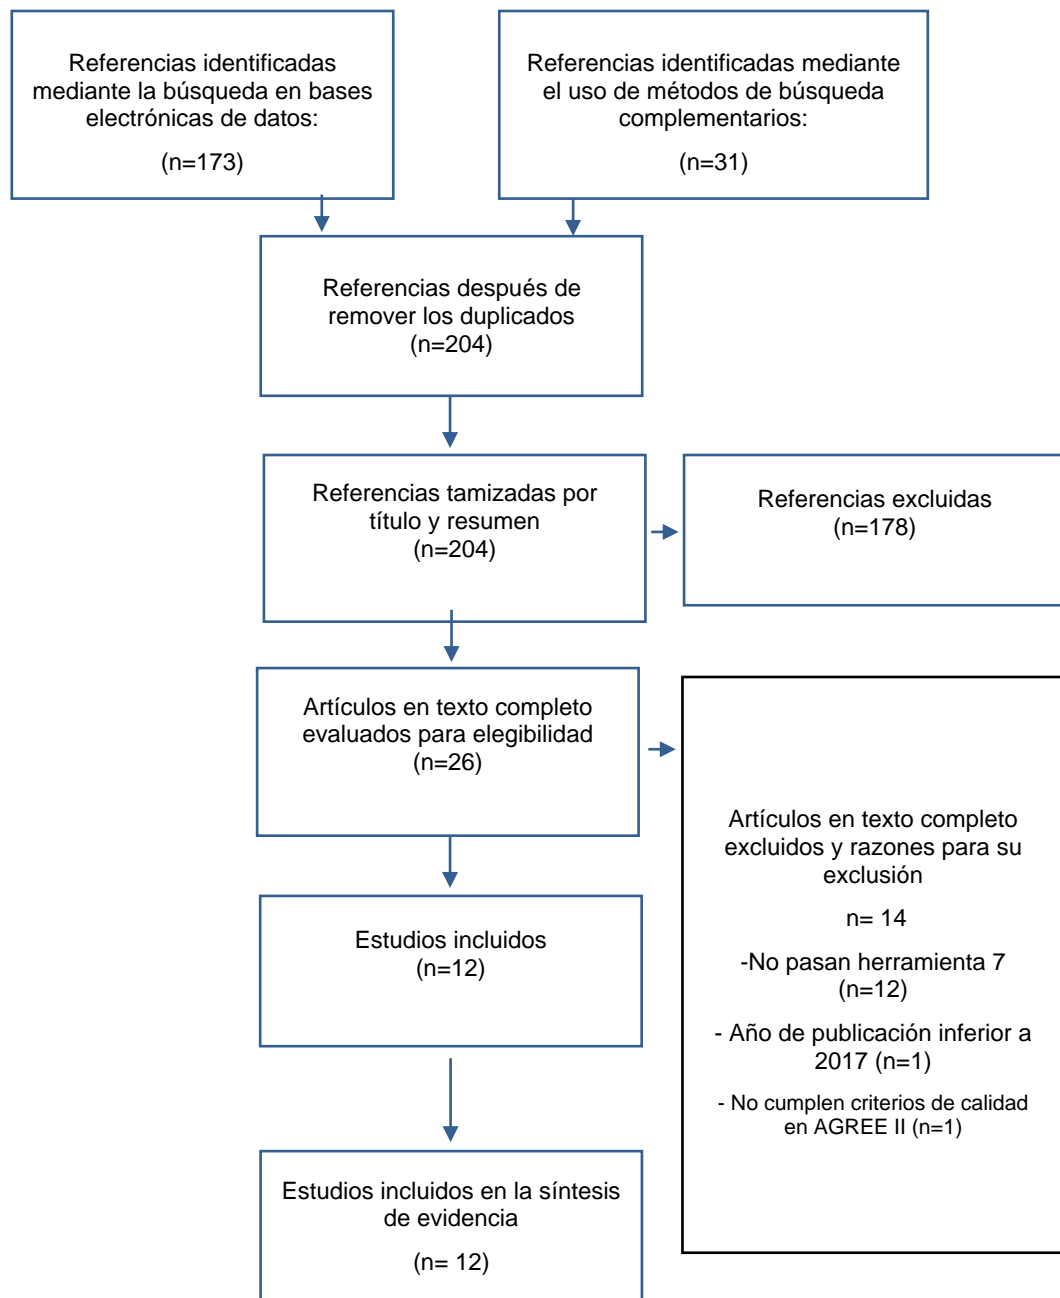 Referencias identificadas
mediante la búsqueda en bases
electrónicas de datos:
(n=173)
Referencias identificadas mediante
el uso de métodos de búsqueda
complementarios:
(n=31)
Referencias después de
remover los duplicados
(n=204)
Referencias tamizadas por
título y resumen
(n=204)
Referencias excluidas
(n=178)
Artículos en texto completo
evaluados para elegibilidad
(n=26)
Artículos en texto completo
excluidos y razones para su
exclusión
n= 14
-No pasan herramienta 7
(n=12)
- Año de publicación inferior a
2017 (n=1)
- No cumplen criterios de calidad
en AGREE II (n=1)
Estudios incluidos
(n=12)
Estudios incluidos en la síntesis
de evidencia
(n= 12)